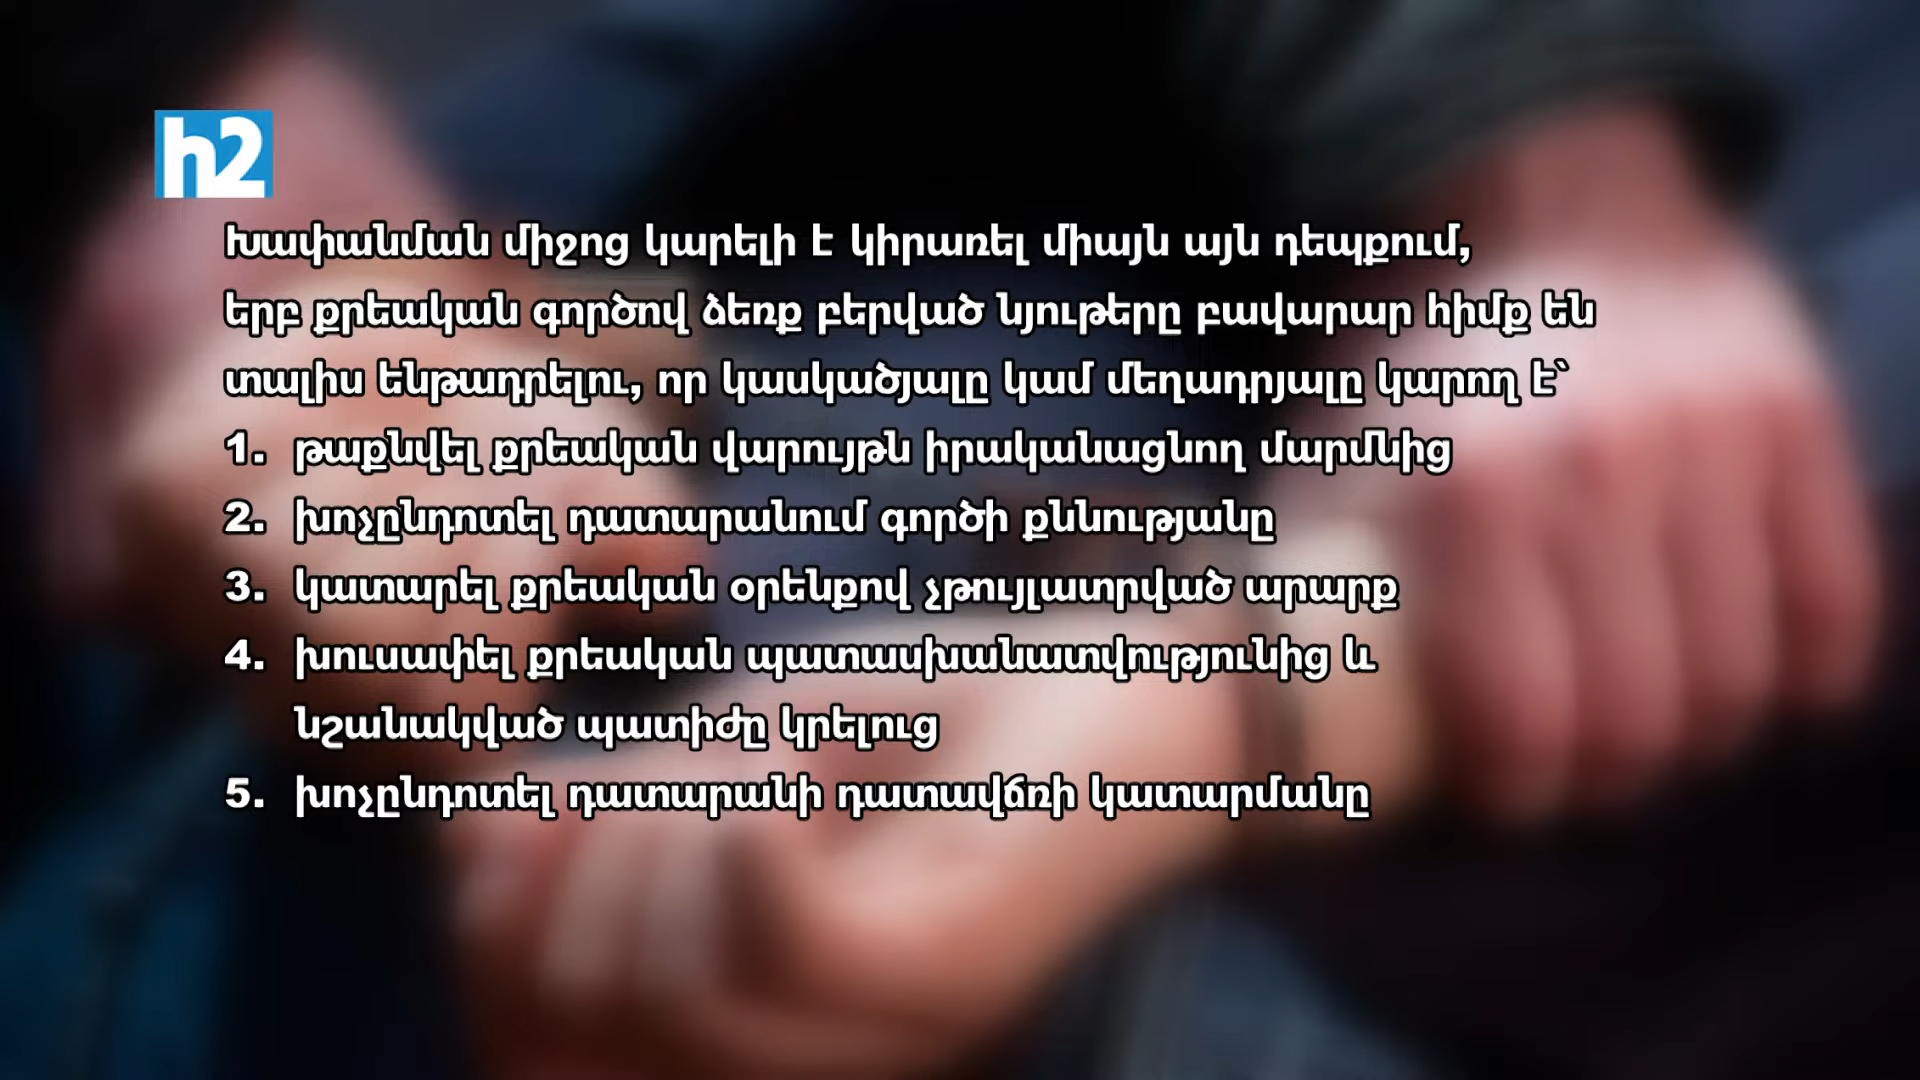 h2
Խափանման միջոց կարելի է կիրառել միայն այն դեպքում,
երբ քրեական գործով ձեռք բերված նյութերը բավարար հիմք են
տալիս ենթադրելու, որ կասկածյալը կամ մեղադրյալը կարող է՝
1. թաքնվել քրեական վարույթն իրականացնող մարմնից
2. խոչընդոտել դատարանում գործի քննությանը
3. կատարել քրեական օրենքով չթույլատրված արարք
4. խուսափել քրեական պատասխանատվությունից և
նշանակված պատիժը կրելուց
5. խոչընդոտել դատարանի դատավճռի կատարմանը